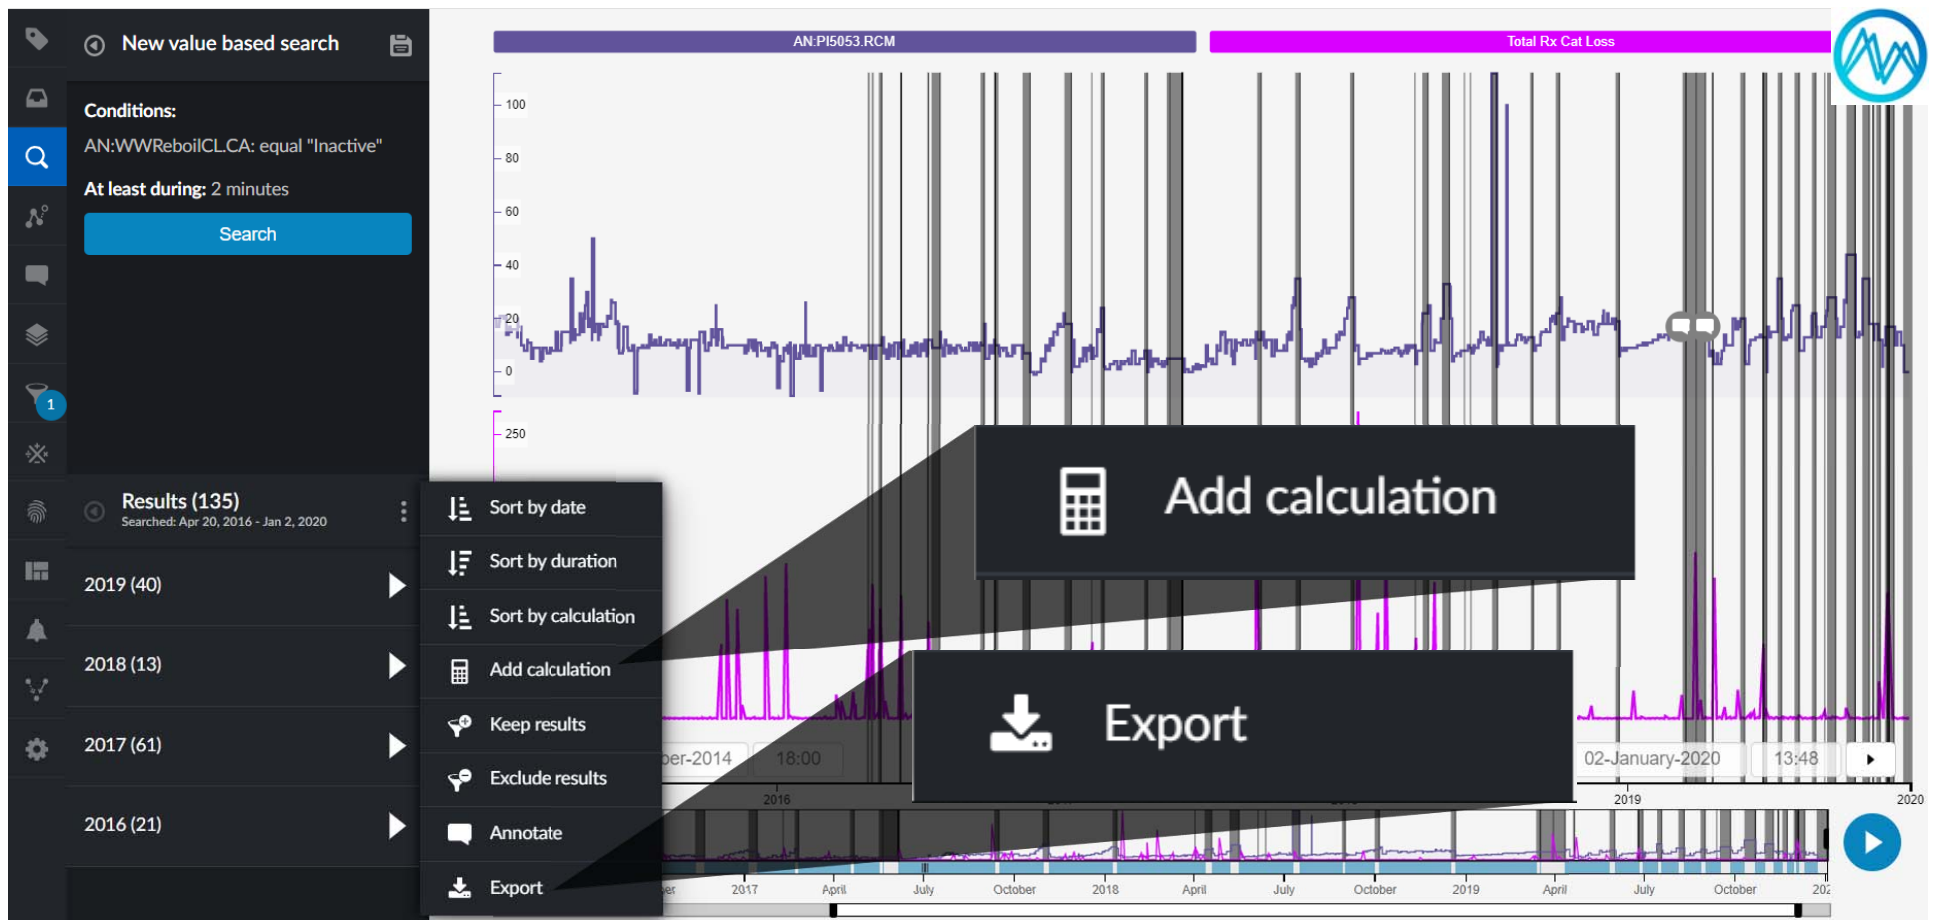 New value based search
Conditions:
AN:WWReboilCL.CA: equal "Inactive"
At least during: 2 minutes
Search
1
Results (135)
Searched: Apr 20, 2016 - Jan 2, 2020
2019 (40)
2018 (13)
2017 (61)
2016 (21)
Sort by date
Sort by duration
Sort by calculation
Add calculation
Keep results
Exclude results
Annotate
Export
AN:PI5053.RCM
Total Rx Cat Loss
100
80
60
40
20
0
250
Add calculation
Export
ber-2014
18:00
02-January-2020
13:48
2016
2019
2020
2017
April
July
October
2018
April
July
October
2019
April
July
October
202